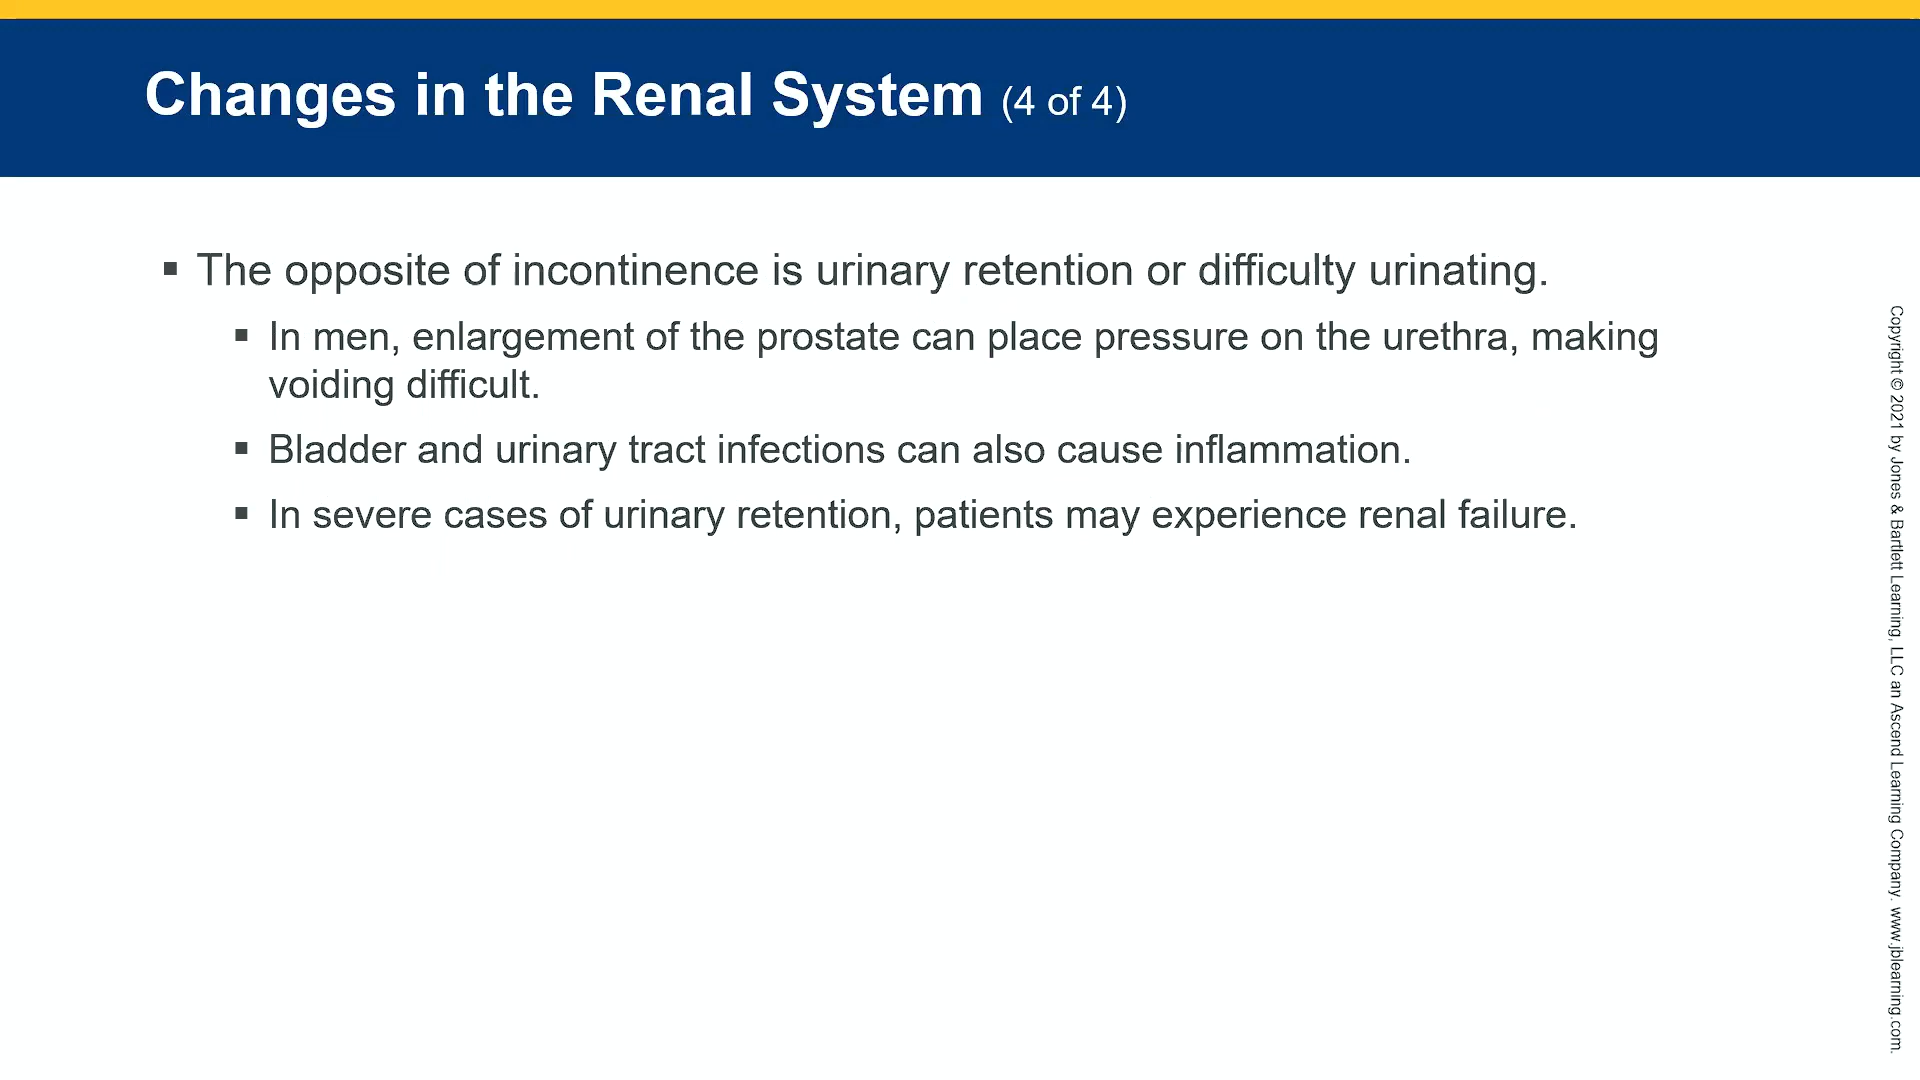 Changes in the Renal System (4 of 4)
▪ The opposite of incontinence is urinary retention or difficulty urinating.
▪ In men, enlargement of the prostate can place pressure on the urethra, making
voiding difficult.
▪ Bladder and urinary tract infections can also cause inflammation.
▪ In severe cases of urinary retention, patients may experience renal failure.
Copyright © 2021 by Jones & Bartlett Learning, LLC an Ascend Learning Company. www.jblearning.com.